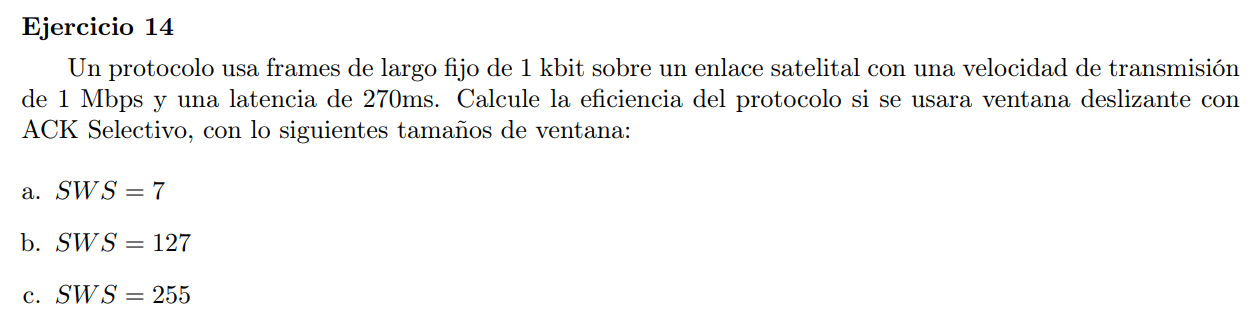 Ejercicio 14
Un protocolo usa frames de largo fijo de 1 kbit sobre un enlace satelital con una velocidad de transmisión
de 1 Mbps y una latencia de 270ms. Calcule la eficiencia del protocolo si se usara ventana deslizante con
ACK Selectivo, con lo siguientes tamaños de ventana:
a. SWS = 7
b. SWS = 127
c. SWS = 255